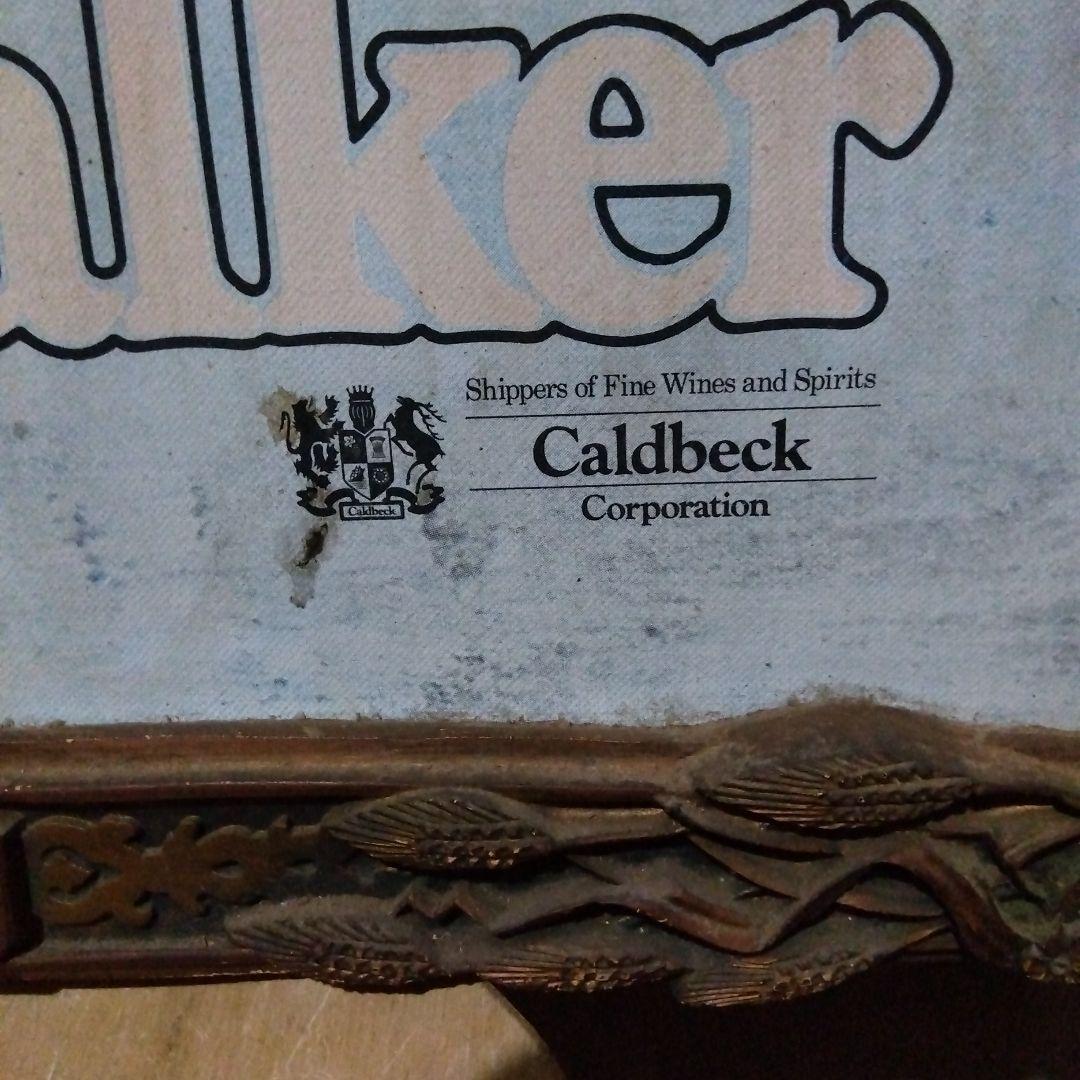 alker
Shippers of Fine Wines and Spirits
Caldbeck
Corporation
Caldbeck